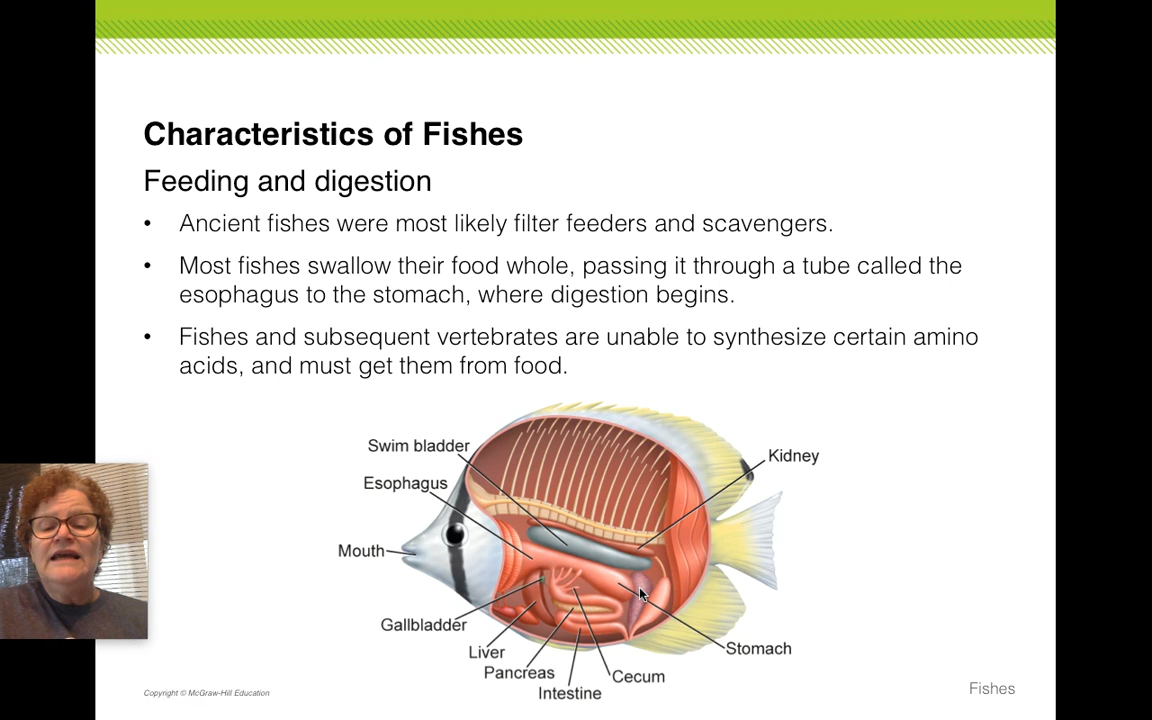 Characteristics of Fishes
Feeding and digestion
• Ancient fishes were most likely filter feeders and scavengers.
• Most fishes swallow their food whole, passing it through a tube called the
esophagus to the stomach, where digestion begins.
• Fishes and subsequent vertebrates are unable to synthesize certain amino
acids, and must get them from food.
Swim bladder
Kidney
Esophagus
Mouth
Gallbladder
Liver
Stomach
Pancreas
Cecum
Intestine
Copyright © McGraw-Hill Education
Fishes